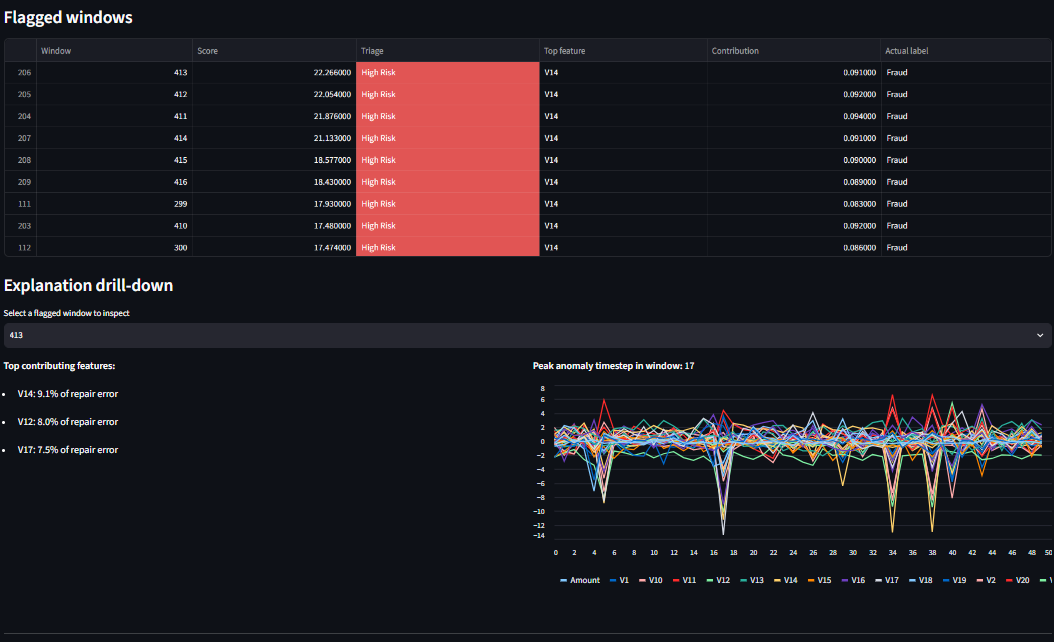 Flagged windows
Window Score Triage Top feature Contribution Actual label
206 413 22.266000 High Risk V14 0.091000 Fraud
205 412 22.054000 High Risk V14 0.092000 Fraud
204 411 21.876000 High Risk V14 0.094000 Fraud
207 414 21.133000 High Risk V14 0.091000 Fraud
208 415 18.577000 High Risk V14 0.090000 Fraud
209 416 18.430000 High Risk V14 0.089000 Fraud
111 299 17.930000 High Risk V14 0.083000 Fraud
203 410 17.480000 High Risk V14 0.092000 Fraud
112 300 17.474000 High Risk V14 0.086000 Fraud
Explanation drill-down
Select a flagged window to inspect
413
Top contributing features:
• V14: 9.1% of repair error
• V12: 8.0% of repair error
• V17: 7.5% of repair error
Peak anomaly timestep in window: 17
8
6
4
2
0
−2
−4
−6
−8
−10
−12
−14
0 2 4 6 8 10 12 14 16 18 20 22 24 26 28 30 32 34 36 38 40 42 44 46 48 50
Amount V1 V10 V11 V12 V13 V14 V15 V16 V17 V18 V19 V2 V20